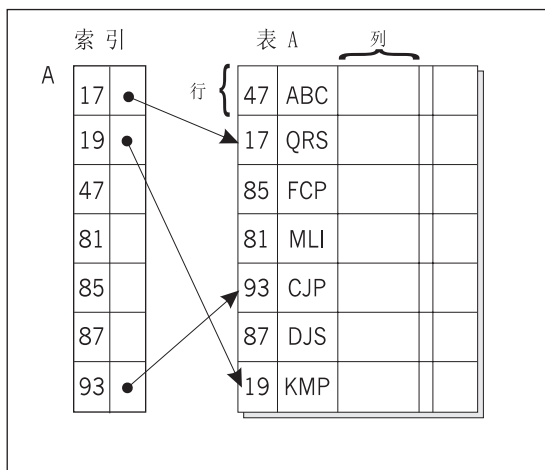 索引
表 A
列
A
行
17
19
47
81
85
87
93
47 ABC
17 QRS
85 FCP
81 MLI
93 CJP
87 DJS
19 KMP